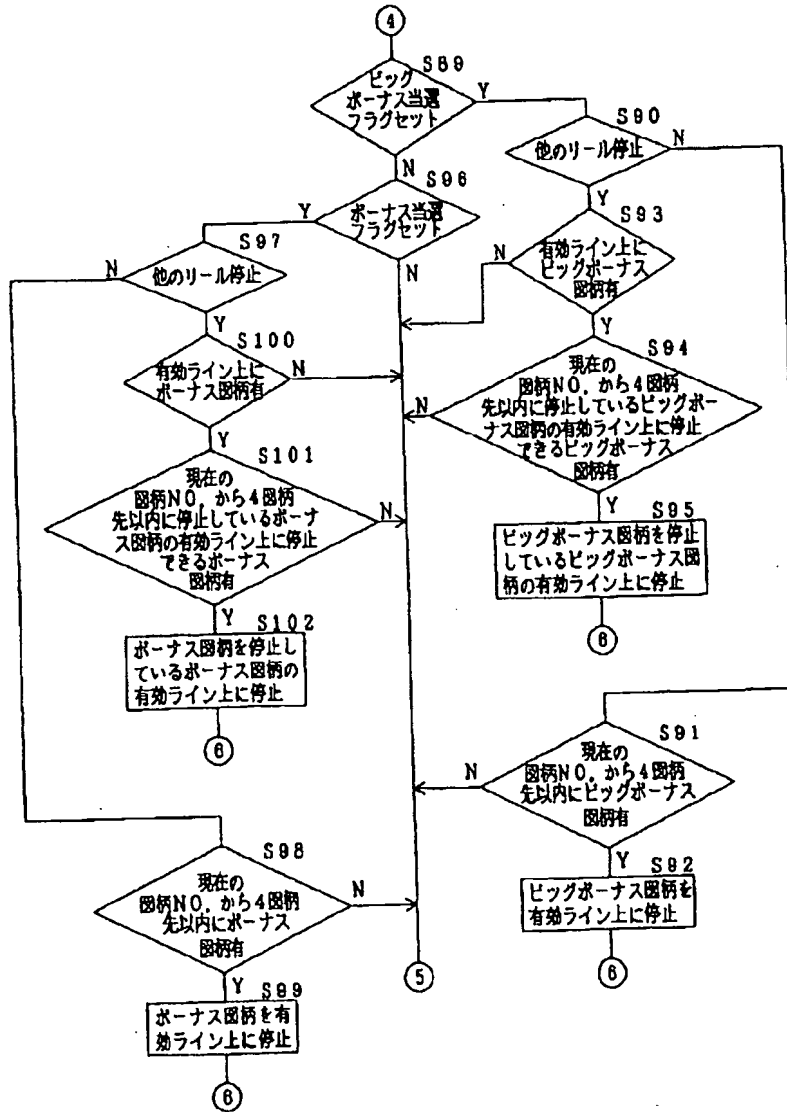 4
S89
ビッグ
ボーナス当選
フラグセット
Y
N
S90
他のリール停止
N
Y
S96
ボーナス当選
フラグセット
Y
N
S93
有効ライン上に
ビッグボーナス
図柄有
N
Y
S97
他のリール停止
N
Y
S100
有効ライン上に
ボーナス図柄有
N
Y
S94
現在の
図柄NO.から4図柄
先以内に停止しているビッグボー
ナス図柄の有効ライン上に停止
できるビッグボーナス
図柄有
N
Y
S101
現在の
図柄NO.から4図柄
先以内に停止しているボーナ
ス図柄の有効ライン上に停止
できるボーナス
図柄有
N
Y
S95
ビッグボーナス図柄を停止
しているビッグボーナス図
柄の有効ライン上に停止
6
S102
ボーナス図柄を停止し
ているボーナス図柄の
有効ライン上に停止
6
S91
現在の
図柄NO.から4図柄
先以内にビッグボーナス
図柄有
N
Y
S92
ビッグボーナス図柄を
有効ライン上に停止
6
S98
現在の
図柄NO.から4図柄
先以内にボーナス
図柄有
N
Y
S99
ボーナス図柄を有
効ライン上に停止
6
5